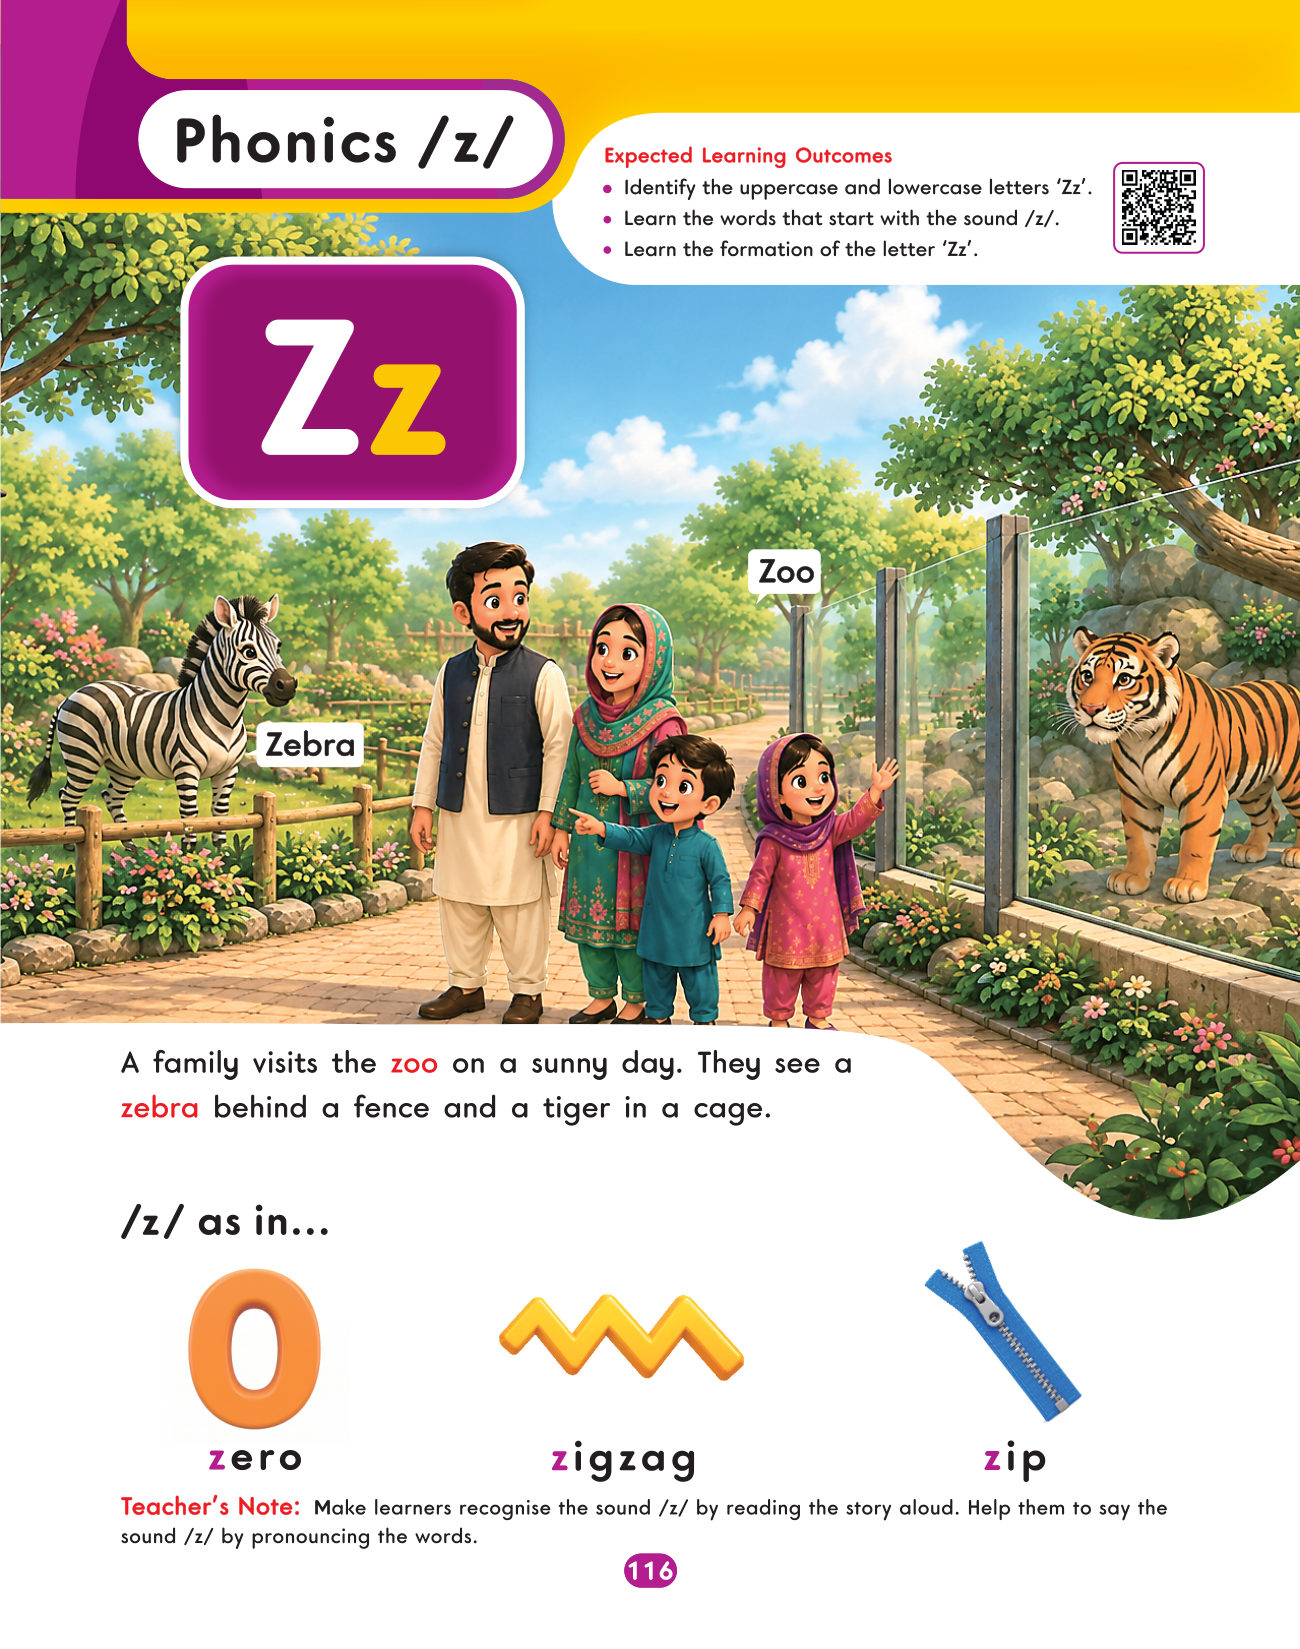 Phonics /z/
Expected Learning Outcomes
• Identify the uppercase and lowercase letters ‘Zz’.
• Learn the words that start with the sound /z/.
• Learn the formation of the letter ‘Zz’.
Zz
Zoo
Zebra
A family visits the zoo on a sunny day. They see a
zebra behind a fence and a tiger in a cage.
/z/ as in...
0
zero
zigzag
zip
Teacher’s Note: Make learners recognise the sound /z/ by reading the story aloud. Help them to say the
sound /z/ by pronouncing the words.
116